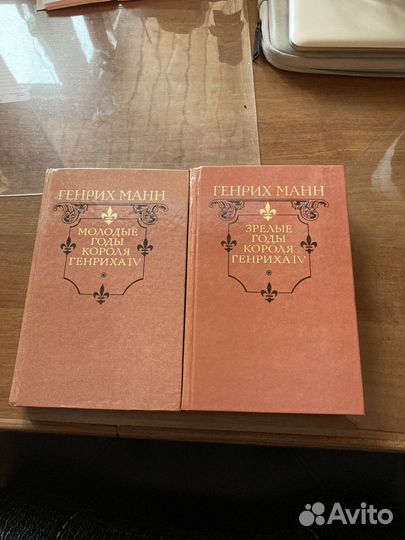 ГЕНРИХ МАНН
МОЛОДЫЕ
ГОДЫ
КОРОЛЯ
ГЕНРИХА IV
ГЕНРИХ МАНН
ЗРЕЛЫЕ
ГОДЫ
КОРОЛЯ
ГЕНРИХА IV
Avito